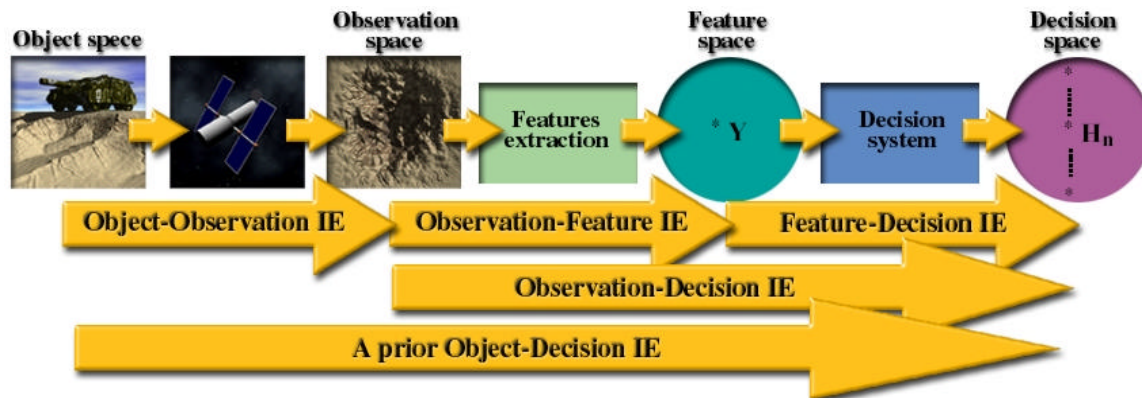 Object spece
Observation
space
Feature
space
Decision
space
Features
extraction
* Y
Decision
system
*
* Hn
*
Object-Observation IE
Observation-Feature IE
Feature-Decision IE
Observation-Decision IE
A prior Object-Decision IE